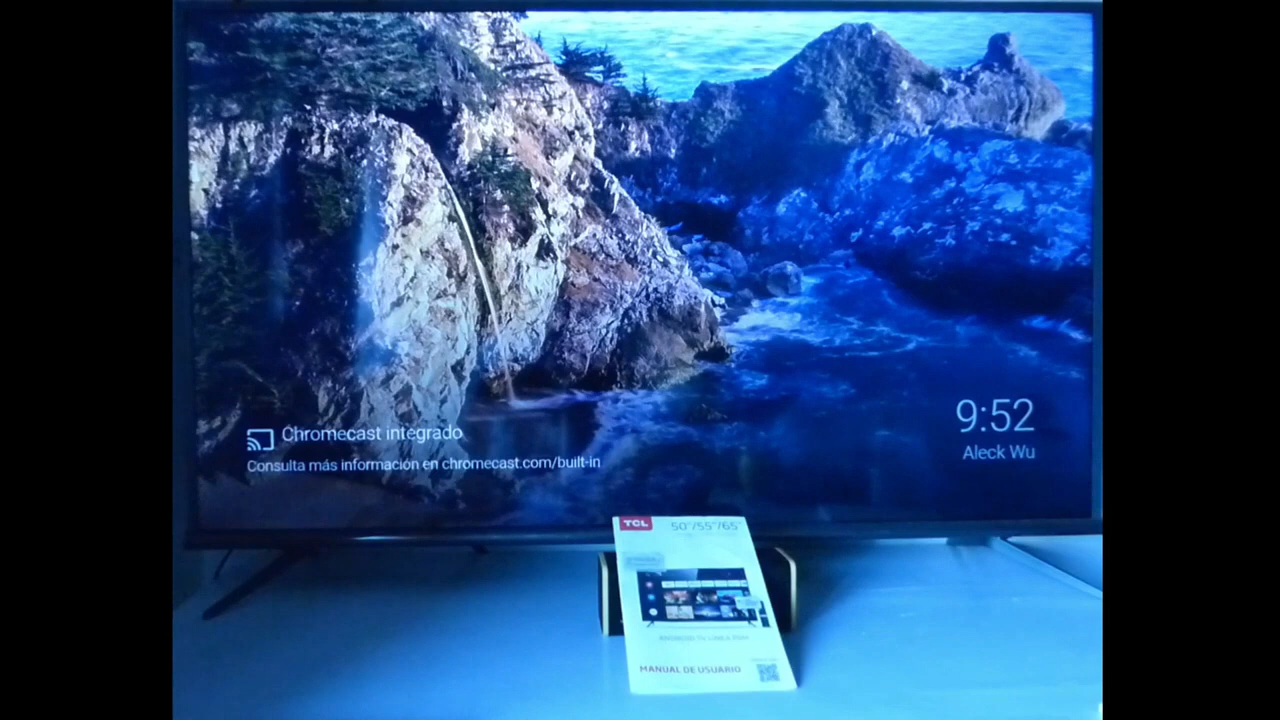 Chromecast integrado
Consulta más información en chromecast.com/built-in
9:52
Aleck Wu
TCL
50"/55"/65"
MANUAL DE USUARIO